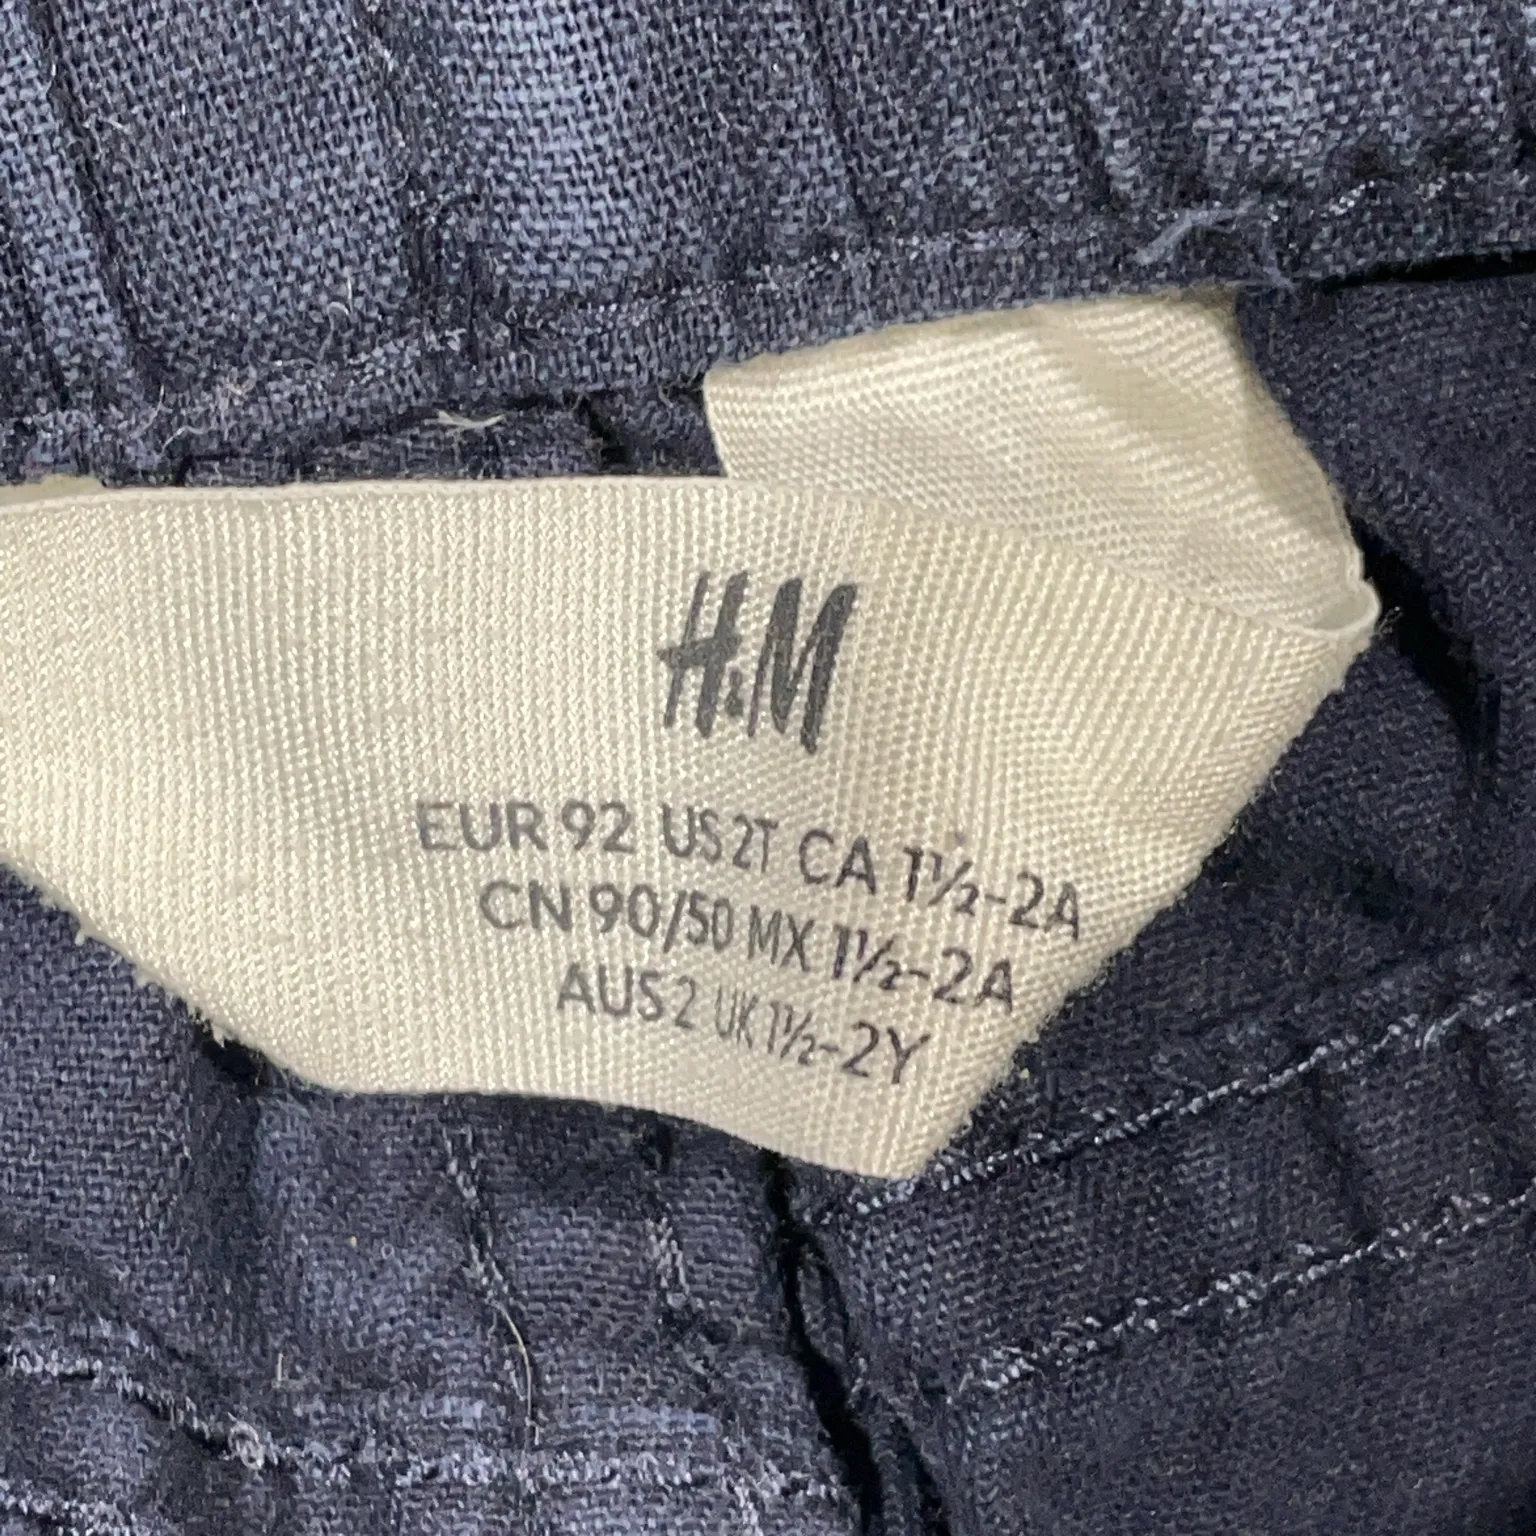 H&M
EUR 92 US 2T CA 1½-2A
CN 90/50 MX 1½-2A
AUS 2 UK 1½-2Y